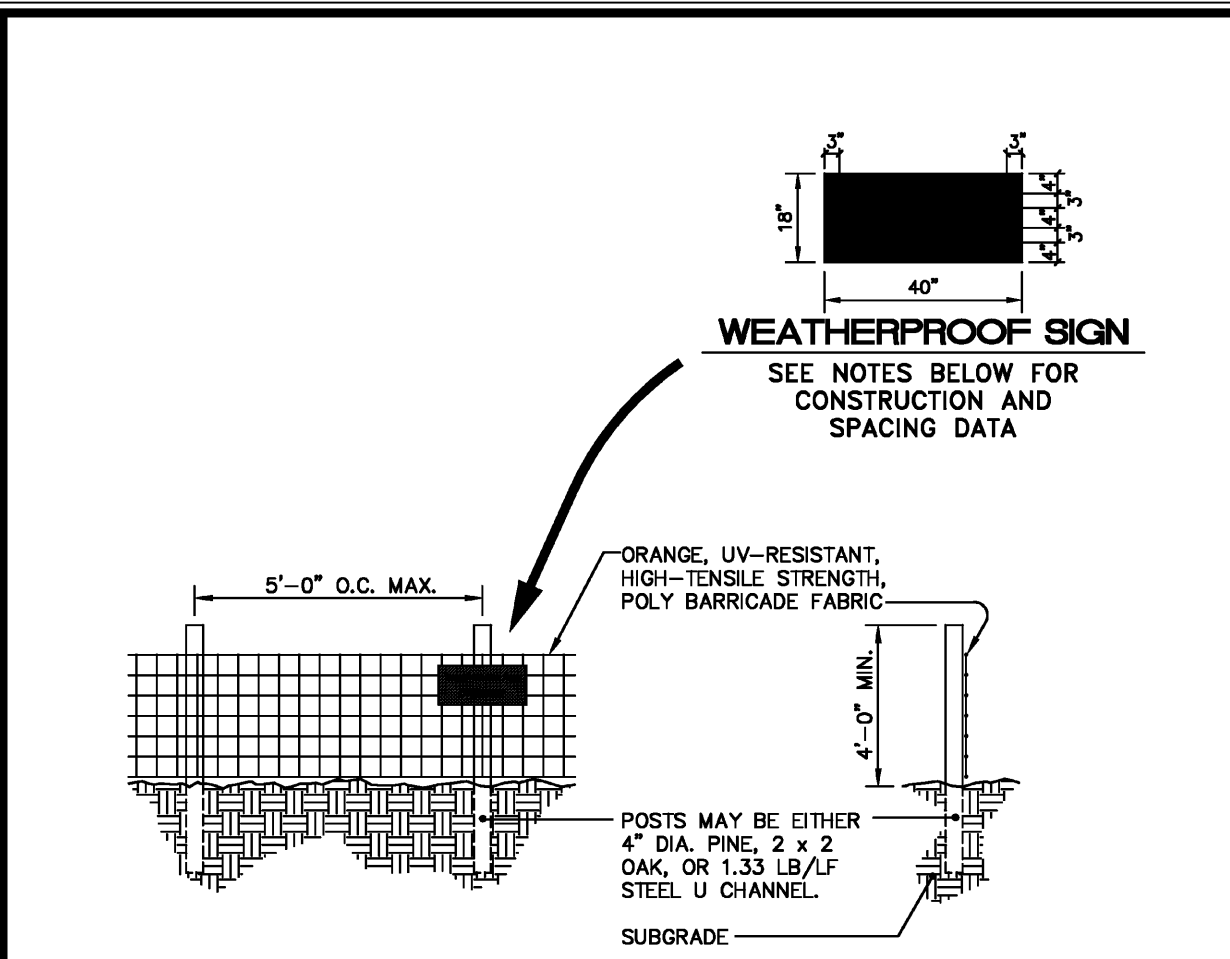 3" 3"
18"
4"
3"
4"
3"
4"
40"
WEATHERPROOF SIGN
SEE NOTES BELOW FOR
CONSTRUCTION AND
SPACING DATA
ORANGE, UV-RESISTANT,
HIGH-TENSILE STRENGTH,
POLY BARRICADE FABRIC
5'-0" O.C. MAX.
4'-0" MIN.
POSTS MAY BE EITHER
4" DIA. PINE, 2 x 2
OAK, OR 1.33 LB/LF
STEEL U CHANNEL.
SUBGRADE